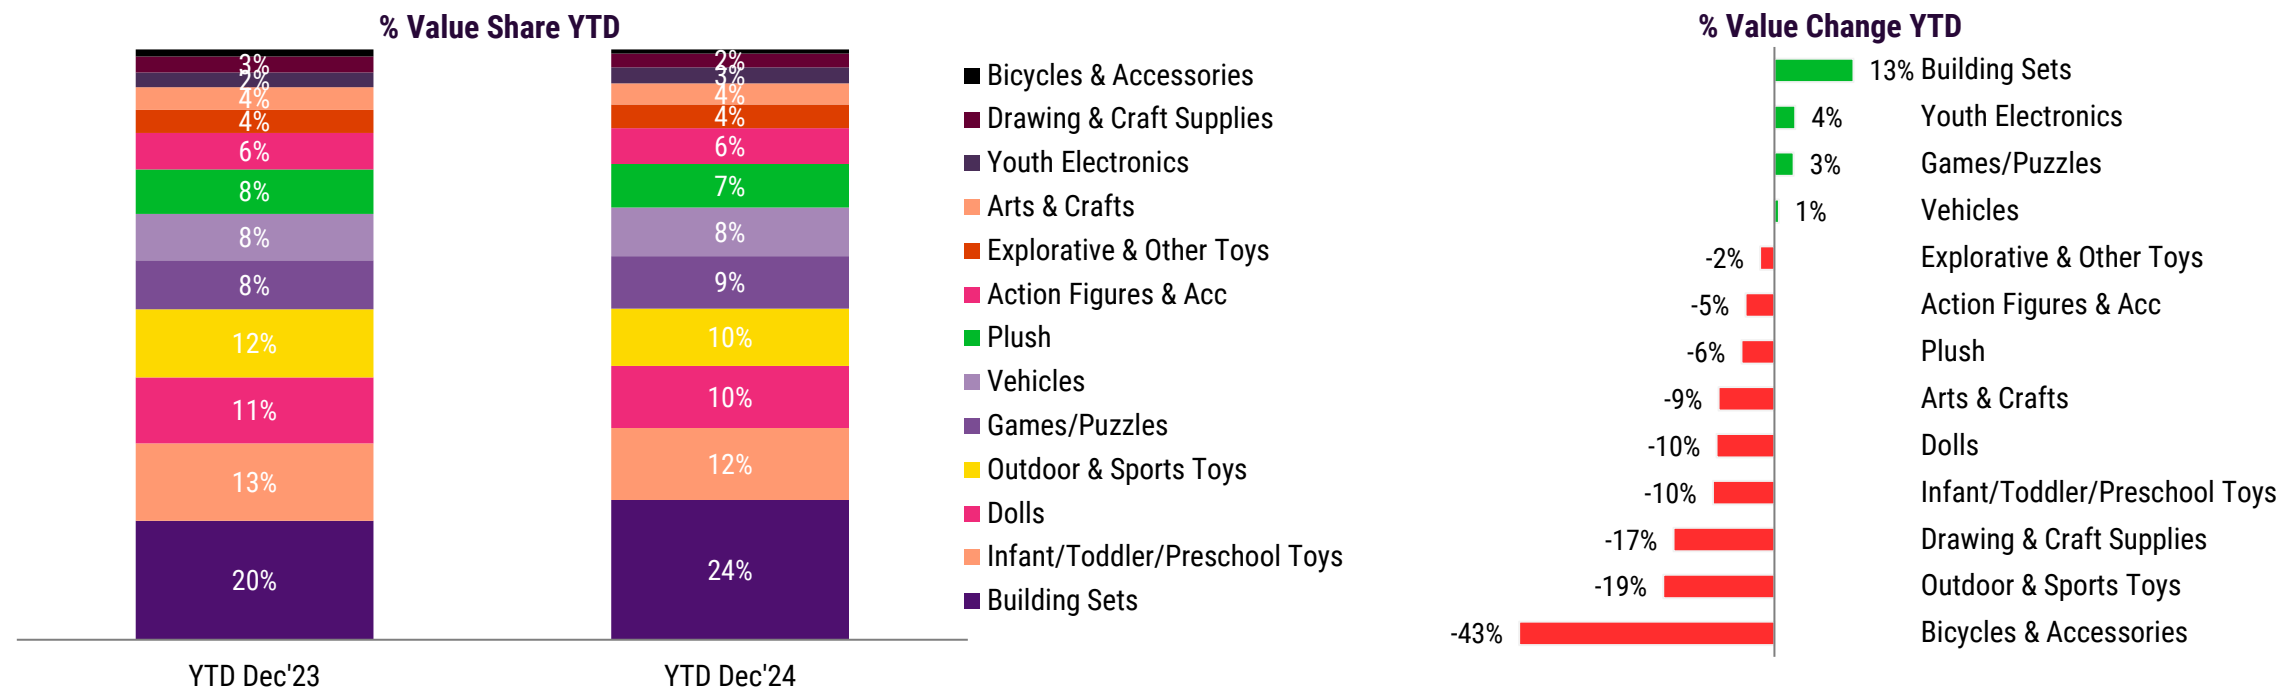 % Value Share YTD
3%
2%
4%
4%
6%
8%
8%
8%
12%
11%
13%
20%
YTD Dec'23
2%
3%
4%
4%
6%
7%
8%
9%
10%
10%
12%
24%
YTD Dec'24
Bicycles & Accessories
Drawing & Craft Supplies
Youth Electronics
Arts & Crafts
Explorative & Other Toys
Action Figures & Acc
Plush
Vehicles
Games/Puzzles
Outdoor & Sports Toys
Dolls
Infant/Toddler/Preschool Toys
Building Sets
% Value Change YTD
13% Building Sets
4% Youth Electronics
3% Games/Puzzles
1% Vehicles
-2% Explorative & Other Toys
-5% Action Figures & Acc
-6% Plush
-9% Arts & Crafts
-10% Dolls
-10% Infant/Toddler/Preschool Toys
-17% Drawing & Craft Supplies
-19% Outdoor & Sports Toys
-43% Bicycles & Accessories